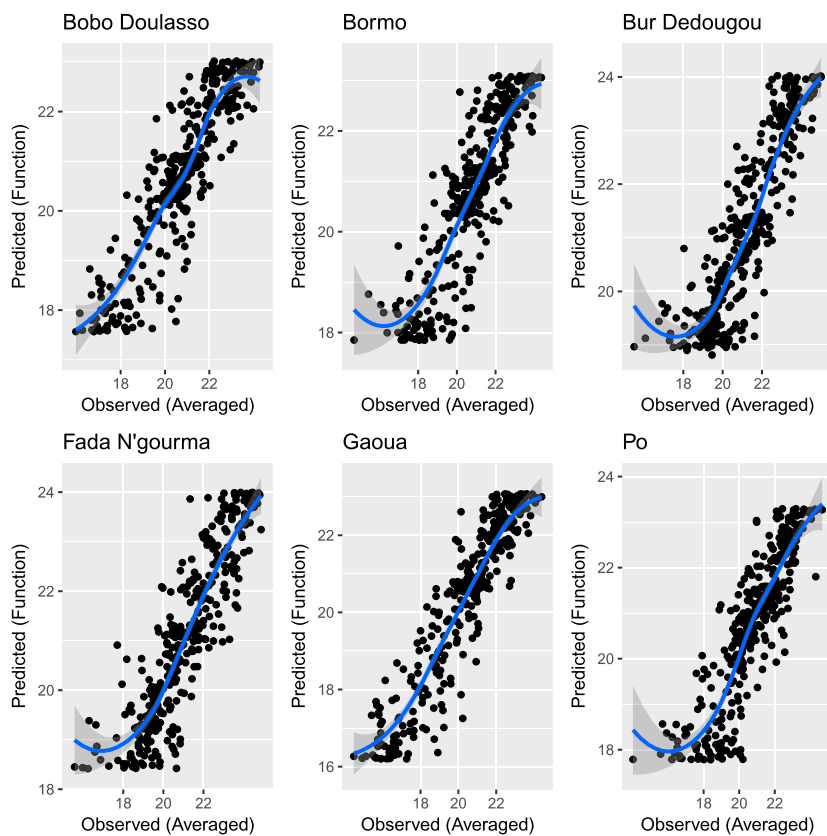 Bobo Doulasso
Bormo
Bur Dedougou
Predicted (Function)
22
20
18
18 20 22
Observed (Averaged)
Predicted (Function)
22
20
18
18 20 22
Observed (Averaged)
Predicted (Function)
24
22
20
18 20 22
Observed (Averaged)
Fada N'gourma
Gaoua
Po
Predicted (Function)
24
22
20
18
18 20 22
Observed (Averaged)
Predicted (Function)
22
20
18
16
18 20 22
Observed (Averaged)
Predicted (Function)
24
22
20
18
18 20 22
Observed (Averaged)